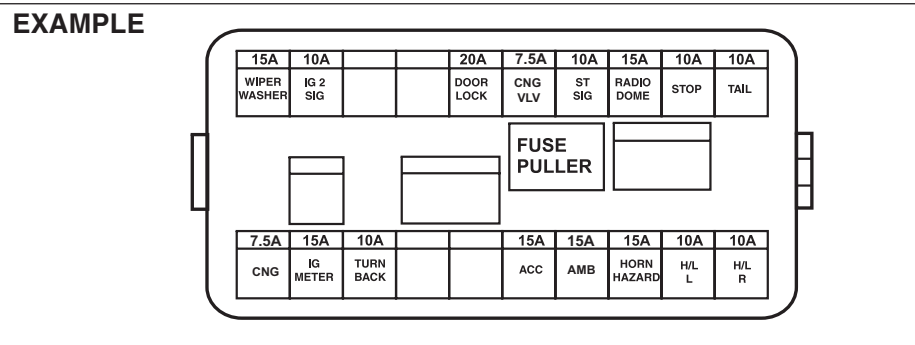 EXAMPLE
15A 10A 20A 7.5A 10A 15A 10A 10A
WIPER IG 2 DOOR CNG ST RADIO STOP TAIL
WASHER SIG LOCK VLV SIG DOME
FUSE
PULLER
7.5A 15A 10A 15A 15A 15A 10A 10A
CNG IG TURN ACC AMB HORN H/L H/L
METER BACK HAZARD L R